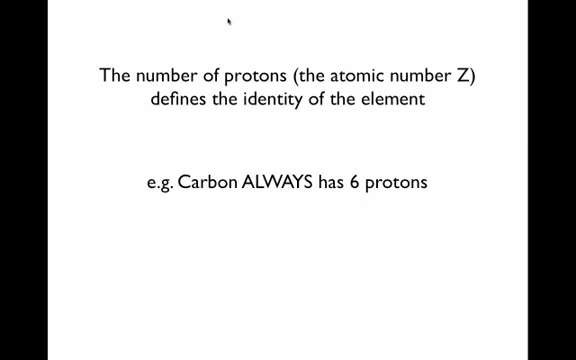 The number of protons (the atomic number Z)
defines the identity of the element
e.g. Carbon ALWAYS has 6 protons